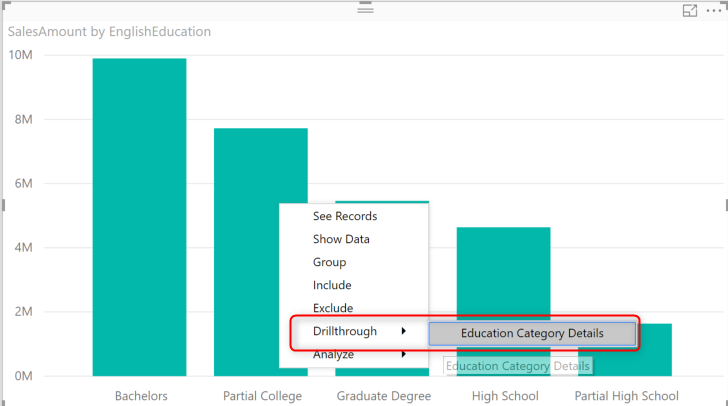 SalesAmount by EnglishEducation
10M
8M
6M
4M
2M
0M
See Records
Show Data
Group
Include
Exclude
Drillthrough
Education Category Details
Analyze
Education Category Details
Bachelors
Partial College
Graduate Degree
High School
Partial High School